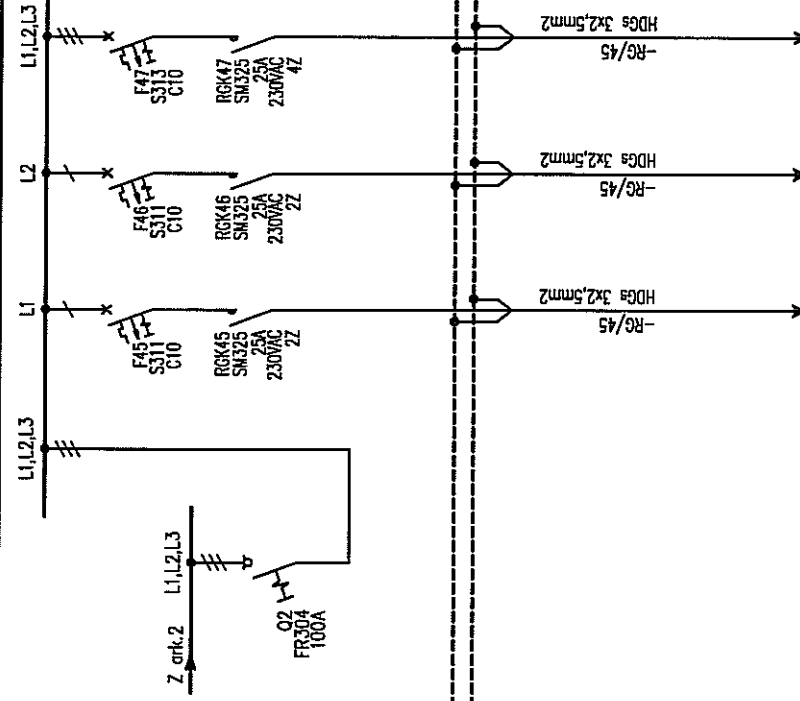 L1,L2,L3
F47
S313
C10
RGK47
SM325
25A
230VAC
4Z
HDGs 3x2,5mm2
-RG/45
L2
F46
S311
C10
RGK46
SM325
25A
230VAC
2Z
HDGs 3x2,5mm2
-RG/45
L1
F45
S311
C10
RGK45
SM325
25A
230VAC
2Z
HDGs 3x2,5mm2
-RG/45
L1,L2,L3
L1,L2,L3
Z ark.2
Q2
FR304
100A